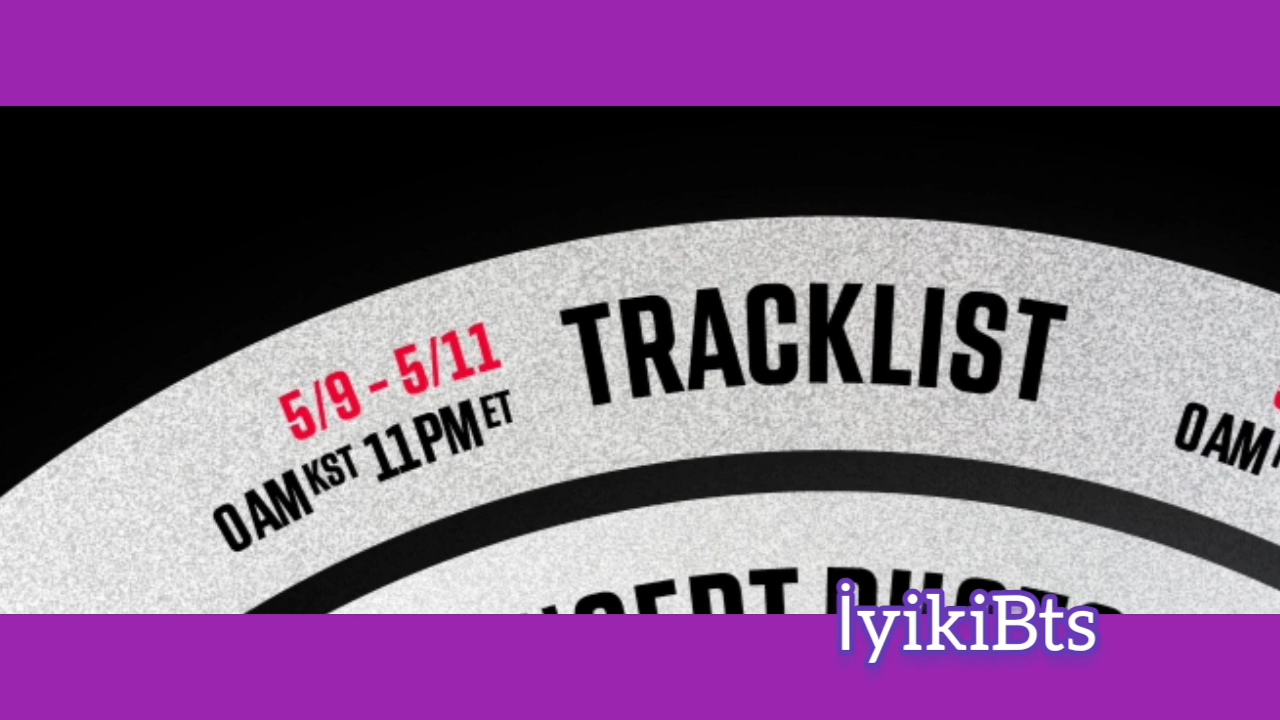 5/9 - 5/11
0AM KST 11PM ET
TRACKLIST
0AM
İyikiBts